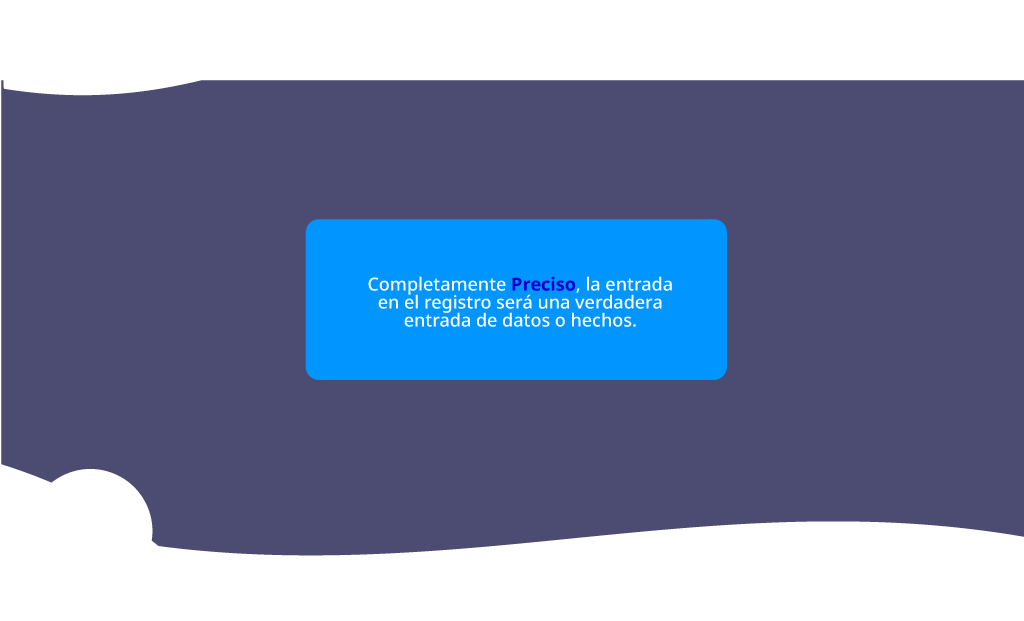 Completamente Preciso, la entrada
en el registro será una verdadera
entrada de datos o hechos.